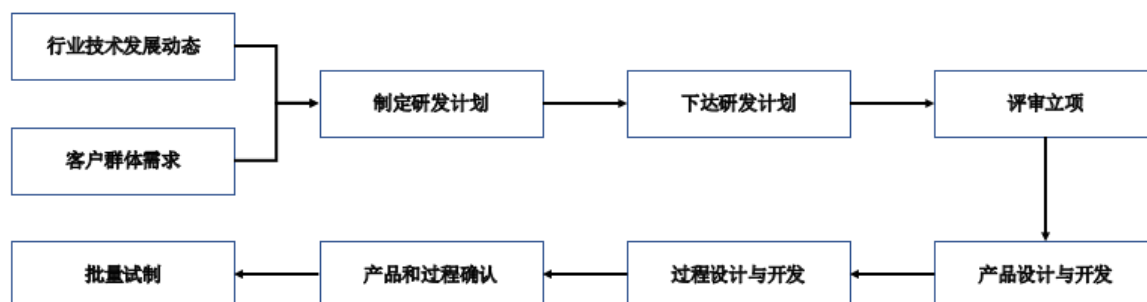 行业技术发展动态
客户群体需求
制定研发计划
下达研发计划
评审立项
产品设计与开发
过程设计与开发
产品和过程确认
批量试制